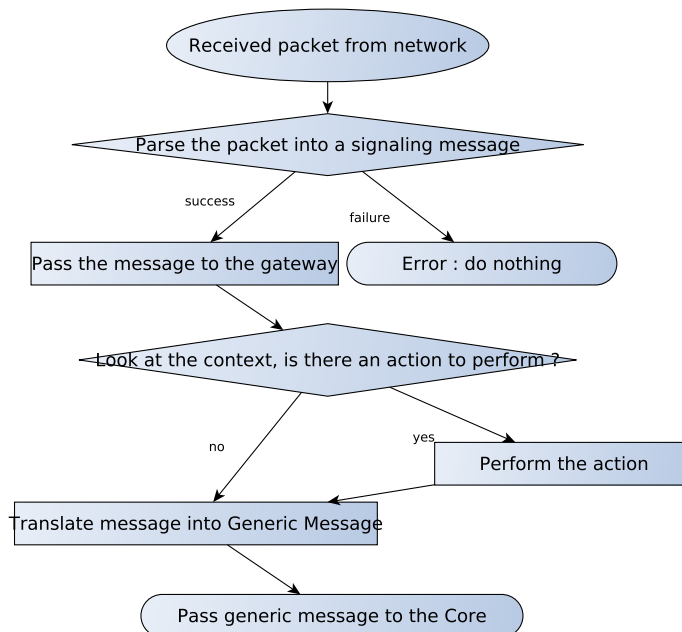 Received packet from network
Parse the packet into a signaling message
success
failure
Pass the message to the gateway
Error : do nothing
Look at the context, is there an action to perform ?
no
yes
Perform the action
Translate message into Generic Message
Pass generic message to the Core